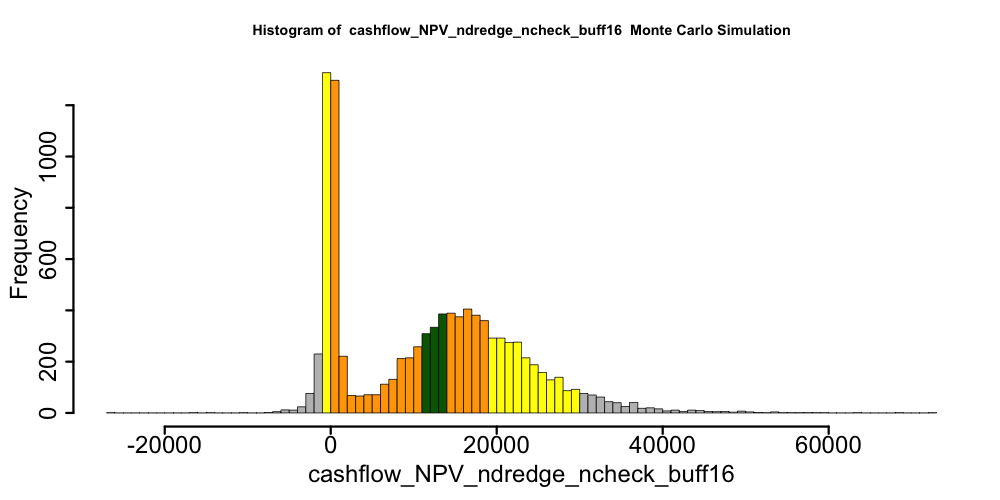 Histogram of  cashflow_NPV_ndredge_ncheck_buff16  Monte Carlo Simulation
Frequency
1000
600
200
0
-20000 0 20000 40000 60000
cashflow_NPV_ndredge_ncheck_buff16